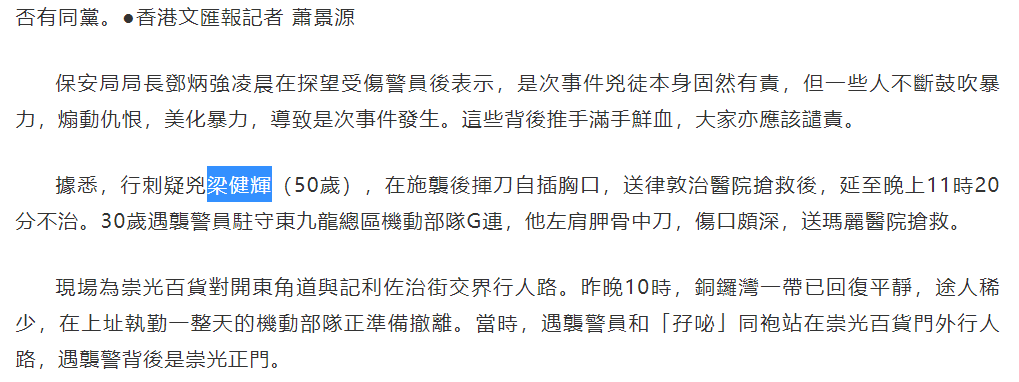 否有同黨。●香港文匯報記者 蕭景源
保安局局長鄧炳強凌晨在探望受傷警員後表示，是次事件兇徒本身固然有責，但一些人不斷鼓吹暴
力，煽動仇恨，美化暴力，導致是次事件發生。這些背後推手滿手鮮血，大家亦應該譴責。
據悉，行刺疑兇梁健輝（50歲），在施襲後揮刀自插胸口，送律敦治醫院搶救後，延至晚上11時20
分不治。30歲遇襲警員駐守東九龍總區機動部隊G連，他左肩胛骨中刀，傷口頗深，送瑪麗醫院搶救。
現場為崇光百貨對開東角道與記利佐治街交界行人路。昨晚10時，銅鑼灣一帶已回復平靜，途人稀
少，在上址執勤一整天的機動部隊正準備撤離。當時，遇襲警員和「孖咇」同袍站在崇光百貨門外行人
路，遇襲警背後是崇光正門。